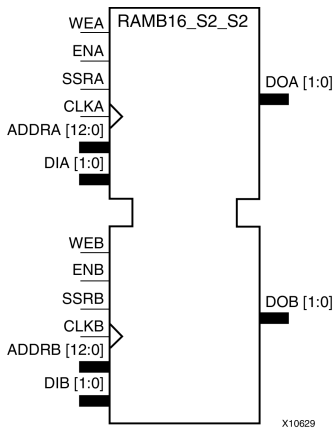 RAMB16_S2_S2
WEA
ENA
SSRA
CLKA
ADDRA [12:0]
DIA [1:0]
DOA [1:0]
WEB
ENB
SSRB
CLKB
ADDRB [12:0]
DIB [1:0]
DOB [1:0]
X10629